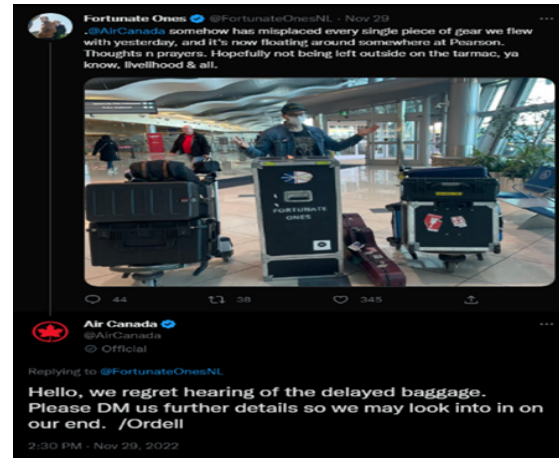 Fortunate Ones @FortunateOnesNL · Nov 29
.@AirCanada somehow has misplaced every single piece of gear we flew
with yesterday, and it's now floating around somewhere at Pearson.
Thoughts n prayers. Hopefully not being left outside on the tarmac, ya
know, livelihood & all.
FORTUNATE
ONES
44 38 345
Air Canada
@AirCanada
Official
Replying to @FortunateOnesNL
Hello, we regret hearing of the delayed baggage.
Please DM us further details so we may look into in on
our end. /Ordell
2:30 PM · Nov 29, 2022